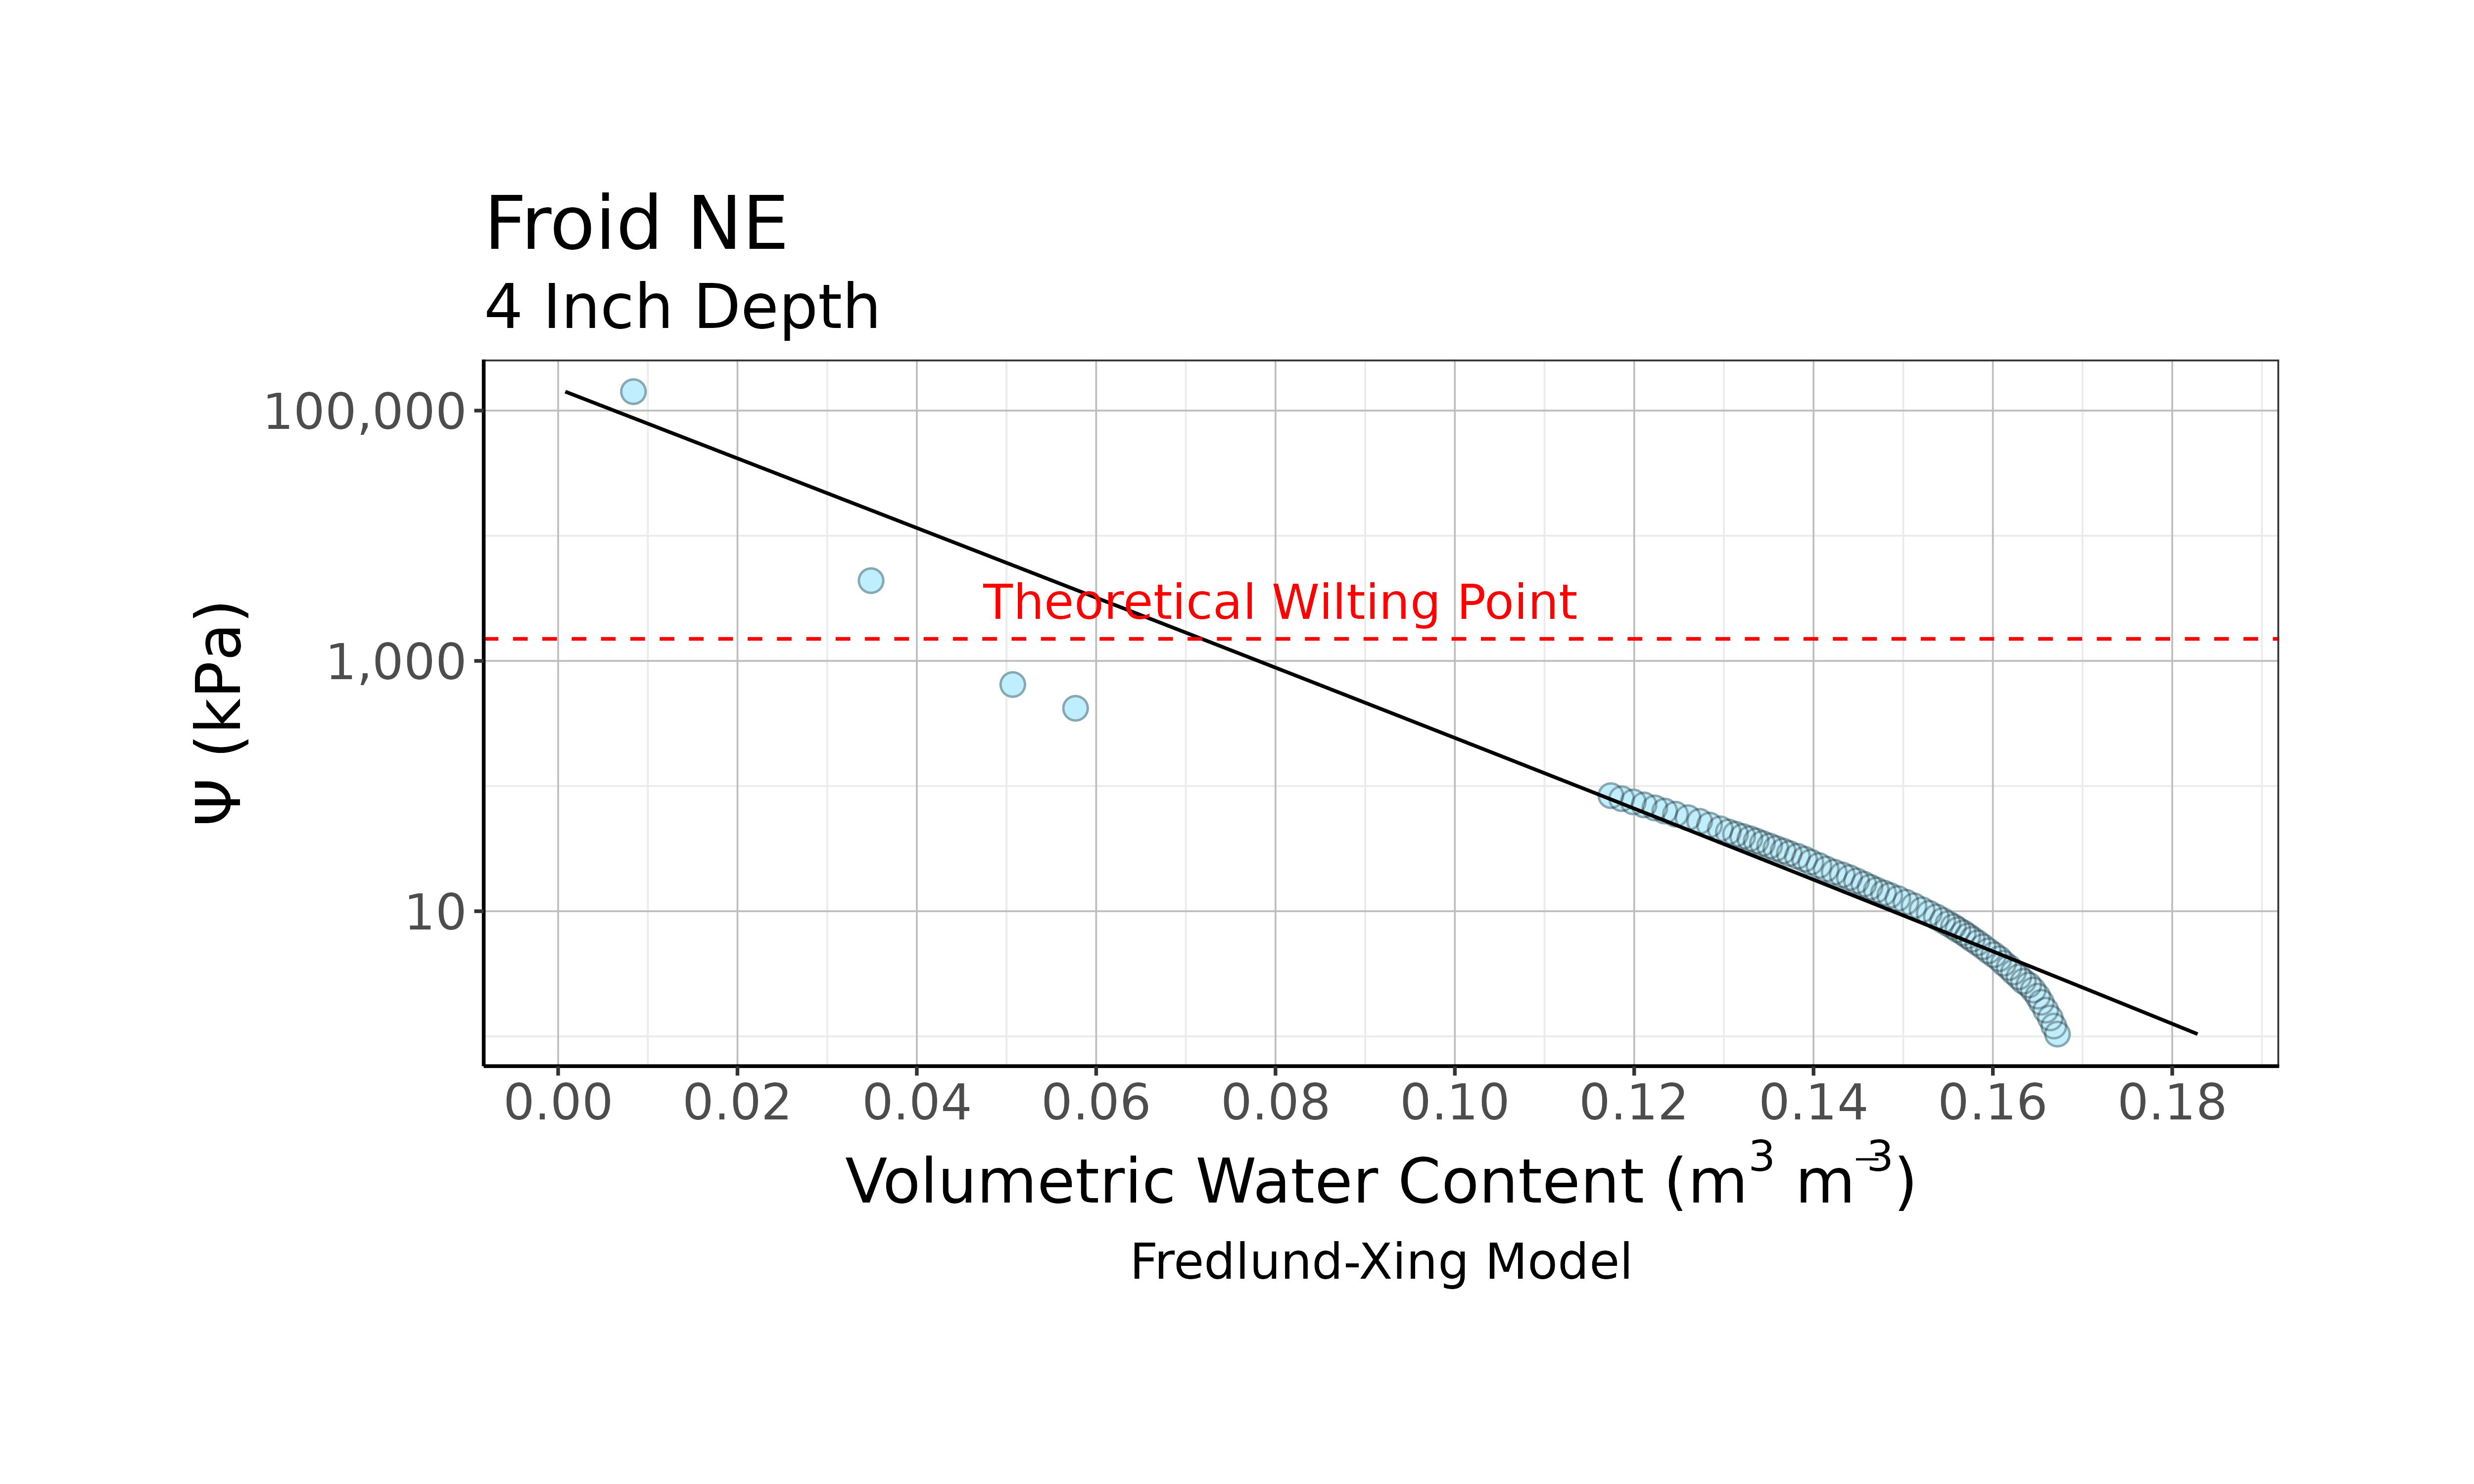 Froid NE
4 Inch Depth
100,000
1,000
10
Ψ (kPa)
Theoretical Wilting Point
0.00 0.02 0.04 0.06 0.08 0.10 0.12 0.14 0.16 0.18
Volumetric Water Content (m³ m⁻³)
Fredlund-Xing Model